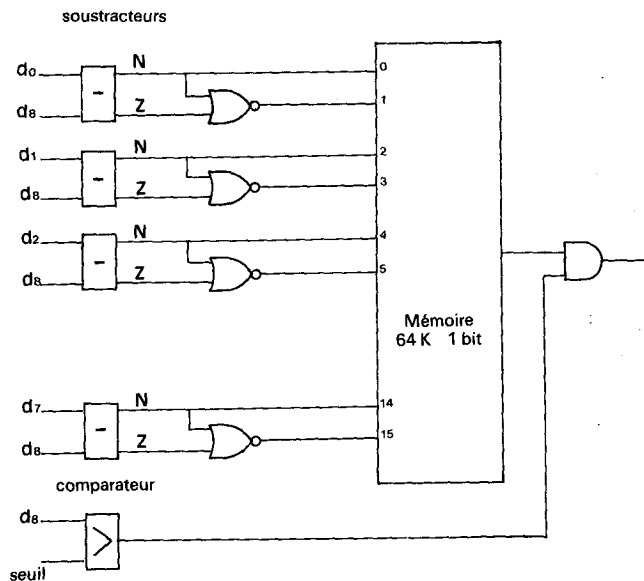 soustracteurs
d₀ N 0
d₈ - Z 1
d₁ N 2
d₈ - Z 3
d₂ N 4
d₈ - Z 5
Mémoire
64 K 1 bit
d₇ N 14
d₈ - Z 15
comparateur
d₈
>
seuil